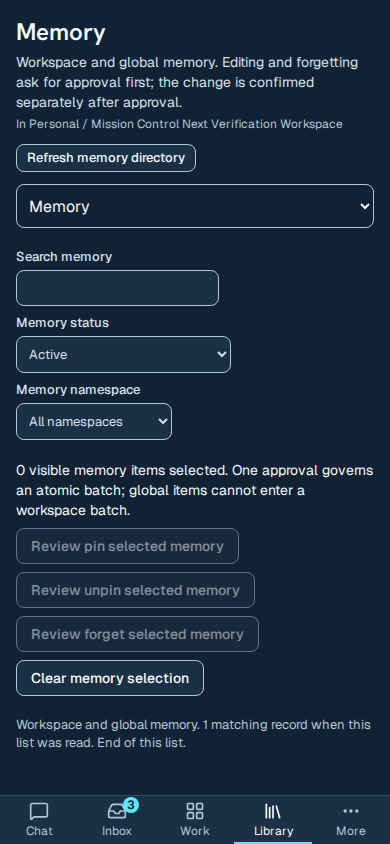 Memory
Workspace and global memory. Editing and forgetting
ask for approval first; the change is confirmed
separately after approval.
In Personal / Mission Control Next Verification Workspace
Refresh memory directory
Memory
Search memory
Memory status
Active
Memory namespace
All namespaces
0 visible memory items selected. One approval governs
an atomic batch; global items cannot enter a
workspace batch.
Review pin selected memory
Review unpin selected memory
Review forget selected memory
Clear memory selection
Workspace and global memory. 1 matching record when this
list was read. End of this list.
3
Chat Inbox Work Library More